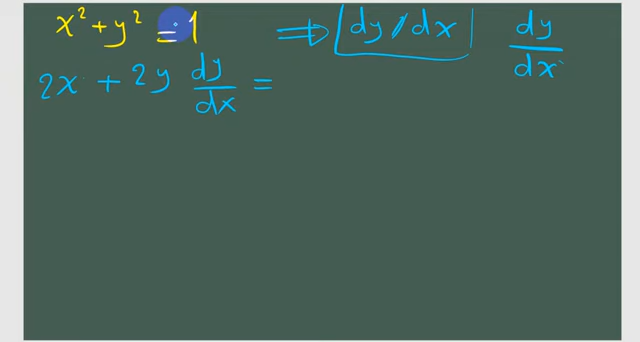 x² + y² = 1 ⇒ dy / dx dy/dx
2x + 2y dy/dx =